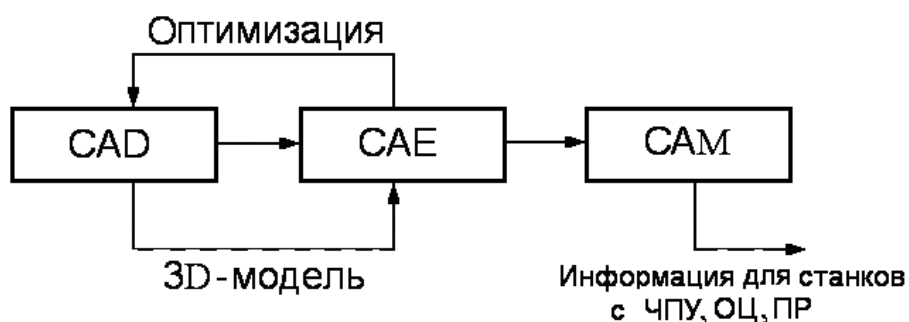 Оптимизация
CAD
CAE
CAM
3D-модель
Информация для станков
с ЧПУ, ОЦ, ПР